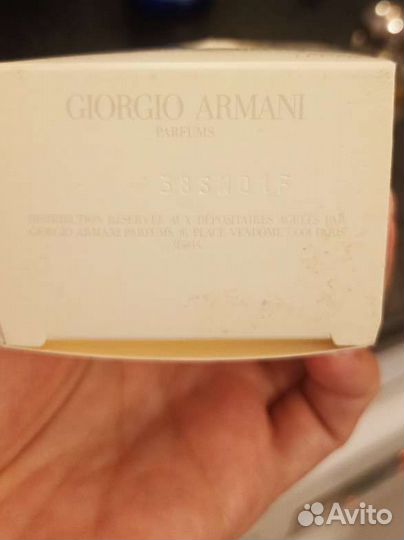 GIORGIO ARMANI
PARFUMS
DISTRIBUTION RÉSERVÉE AUX DÉPOSITAIRES AGRÉÉS PAR
GIORGIO ARMANI PARFUMS, PLACE VENDOME, PARIS
Avito